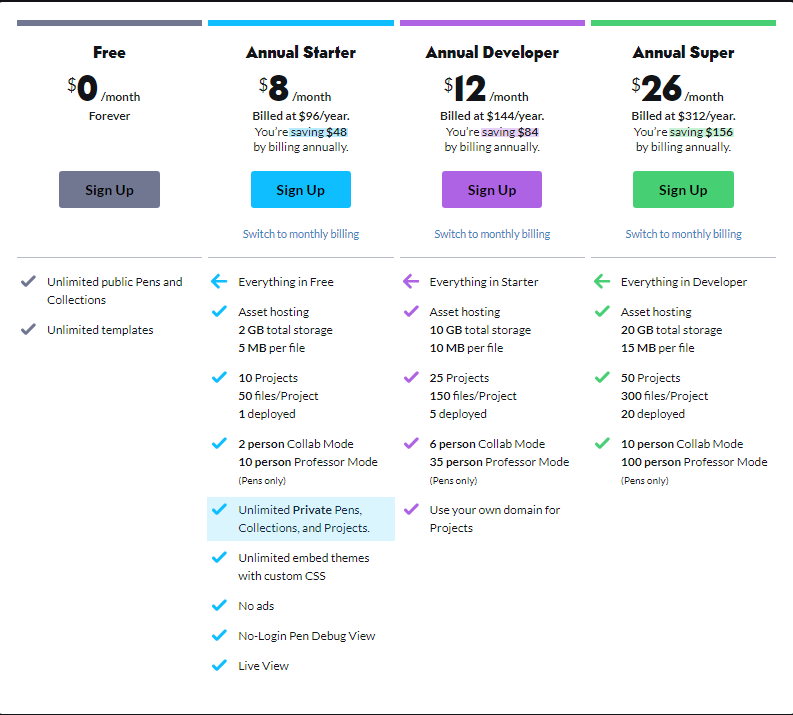 Free
$0 /month
Forever
Sign Up
Unlimited public Pens and
Collections
Unlimited templates
Annual Starter
$8 /month
Billed at $96/year.
You're saving $48
by billing annually.
Sign Up
Switch to monthly billing
Everything in Free
Asset hosting
2 GB total storage
5 MB per file
10 Projects
50 files/Project
1 deployed
2 person Collab Mode
10 person Professor Mode
(Pens only)
Unlimited Private Pens,
Collections, and Projects.
Unlimited embed themes
with custom CSS
No ads
No-Login Pen Debug View
Live View
Annual Developer
$12 /month
Billed at $144/year.
You're saving $84
by billing annually.
Sign Up
Switch to monthly billing
Everything in Starter
Asset hosting
10 GB total storage
10 MB per file
25 Projects
150 files/Project
5 deployed
6 person Collab Mode
35 person Professor Mode
(Pens only)
Use your own domain for
Projects
Annual Super
$26 /month
Billed at $312/year.
You're saving $156
by billing annually.
Sign Up
Switch to monthly billing
Everything in Developer
Asset hosting
20 GB total storage
15 MB per file
50 Projects
300 files/Project
20 deployed
10 person Collab Mode
100 person Professor Mode
(Pens only)